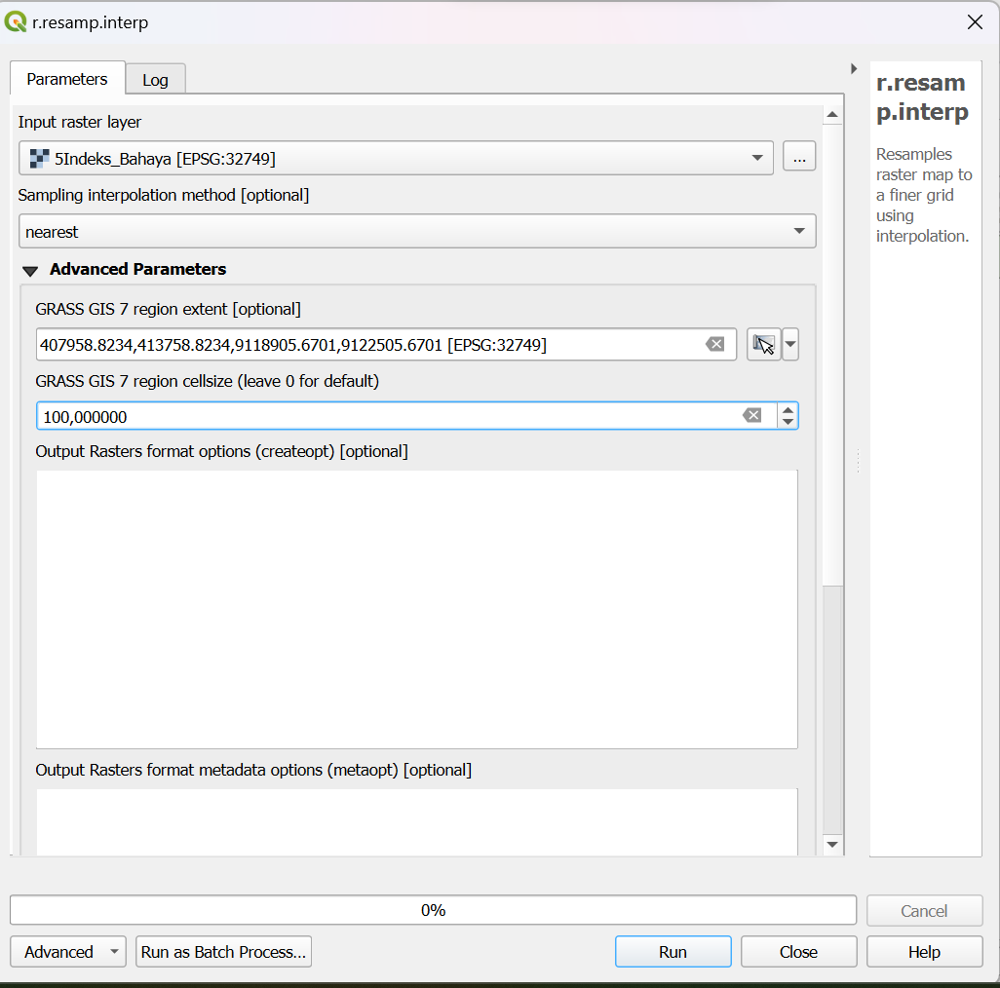 r.resamp.interp
Parameters
Log
Input raster layer
5Indeks_Bahaya [EPSG:32749]
...
Sampling interpolation method [optional]
nearest
Advanced Parameters
GRASS GIS 7 region extent [optional]
407958.8234,413758.8234,9118905.6701,9122505.6701 [EPSG:32749]
GRASS GIS 7 region cellsize (leave 0 for default)
100,000000
Output Rasters format options (createopt) [optional]
Output Rasters format metadata options (metaopt) [optional]
r.resam
p.interp
Resamples
raster map to
a finer grid
using
interpolation.
0%
Cancel
Advanced
Run as Batch Process...
Run
Close
Help